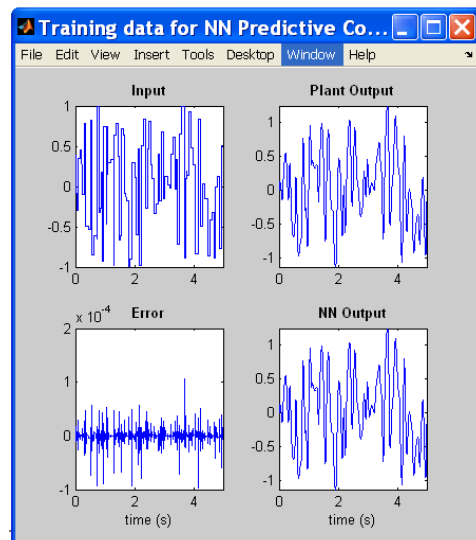 Training data for NN Predictive Co...
File Edit View Insert Tools Desktop Window Help
Input
1
0.5
0
-0.5
-1
0 2 4
Plant Output
1
0.5
0
-0.5
-1
0 2 4
Error
x 10^-4
2
1
0
-1
0 2 4
time (s)
NN Output
1
0.5
0
-0.5
-1
0 2 4
time (s)